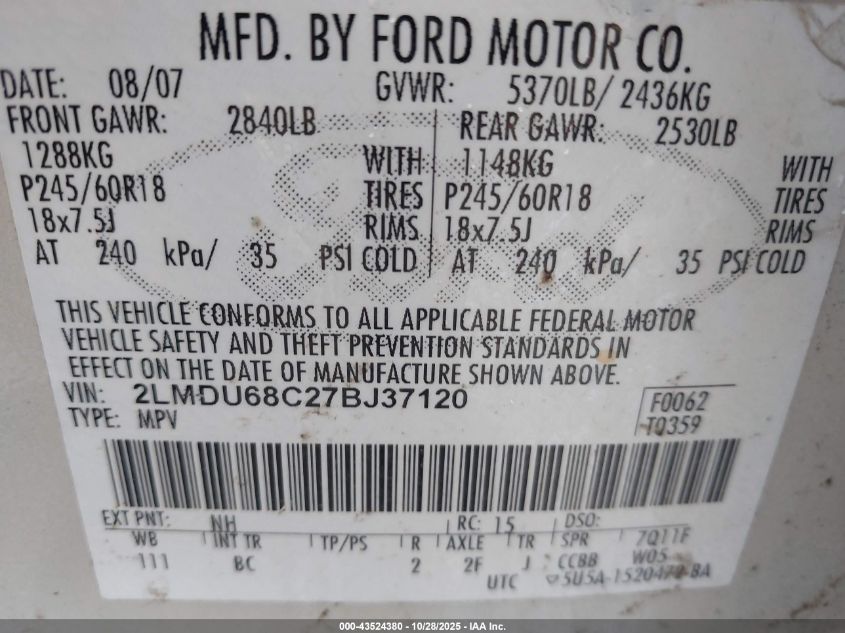 MFD. BY FORD MOTOR CO.
DATE: 08/07 GVWR: 5370LB/ 2436KG
FRONT GAWR: 2840LB REAR GAWR: 2530LB
1288KG WITH 1148KG WITH
P245/60R18 TIRES P245/60R18 TIRES
18x7.5J RIMS 18x7.5J RIMS
AT 240 kPa/ 35 PSI COLD AT 240 kPa/ 35 PSI COLD
Ford
THIS VEHICLE CONFORMS TO ALL APPLICABLE FEDERAL MOTOR
VEHICLE SAFETY AND THEFT PREVENTION STANDARDS IN
EFFECT ON THE DATE OF MANUFACTURE SHOWN ABOVE.
VIN: 2LMDU68C27BJ37120 F0062
TYPE: MPV T0359
EXT PNT: NH RC: 15 DSO:
WB INT TR TP/PS R AXLE TR SPR 7Q11F
111 BC 2 2F J CCBB W05
UTC 5U5A-1520472-BA
000-43524380 | 10/28/2025 - IAA Inc.